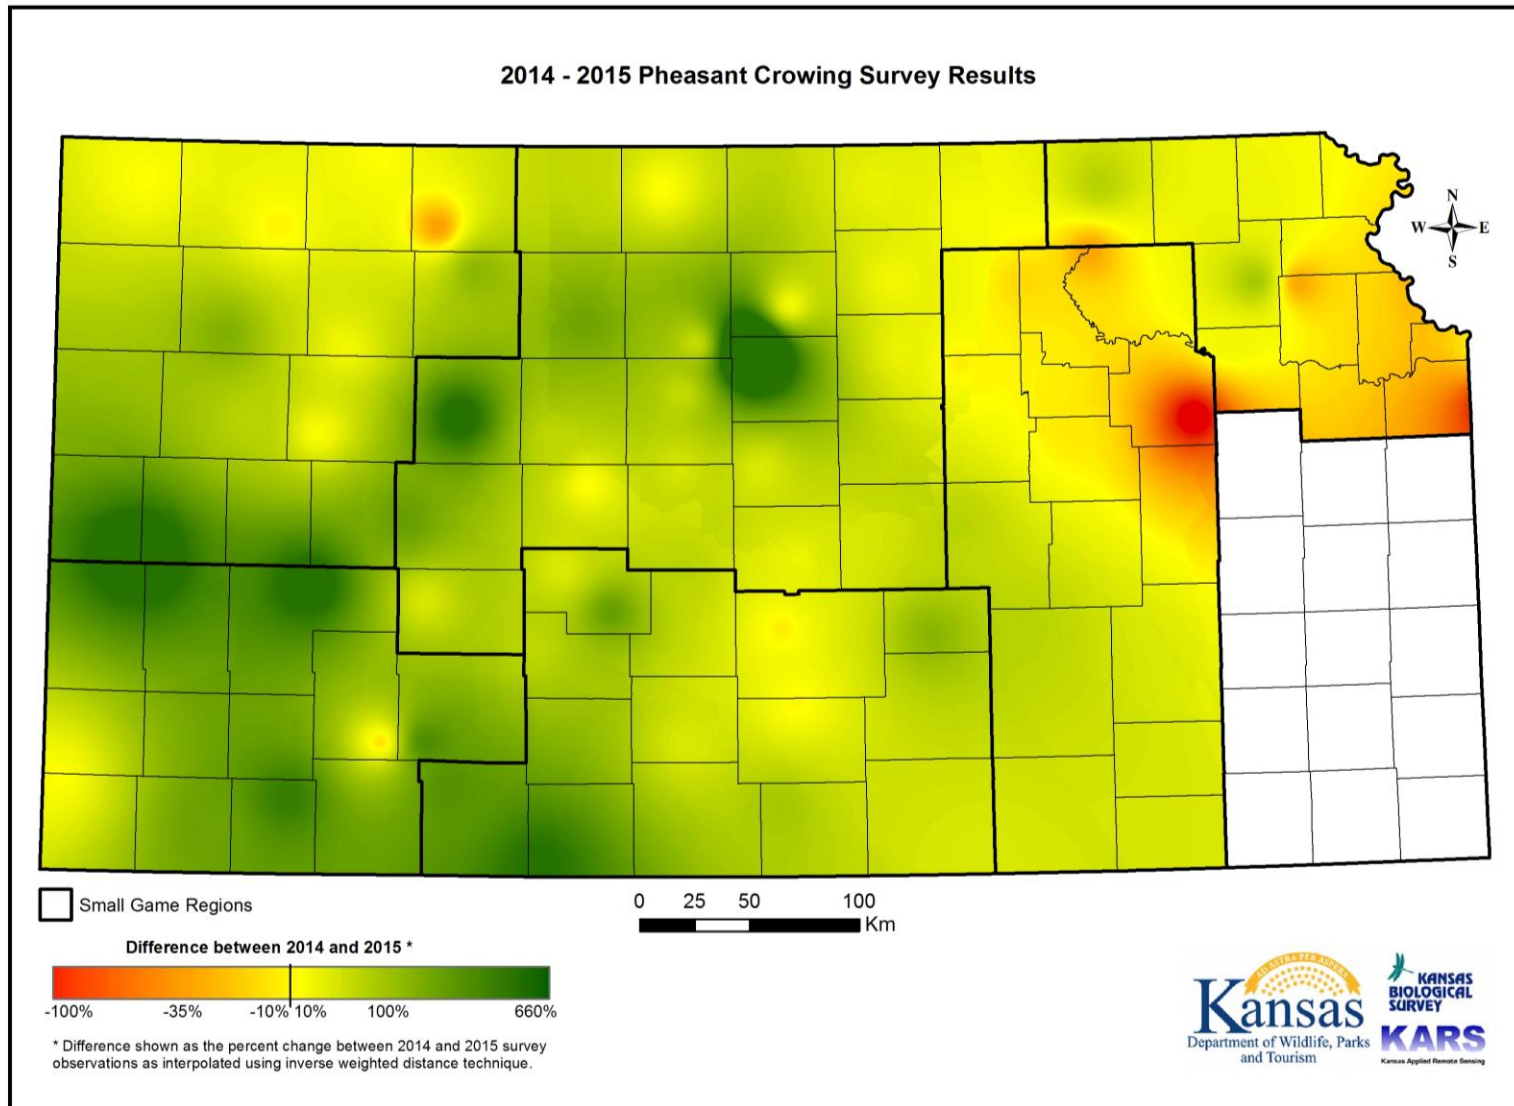 2014 - 2015 Pheasant Crowing Survey Results
N
W E
S
Small Game Regions
0 25 50 100
Km
Difference between 2014 and 2015 *
-100% -35% -10% 10% 100% 660%
* Difference shown as the percent change between 2014 and 2015 survey
observations as interpolated using inverse weighted distance technique.
AD ASTRA PER ASPERA
Kansas
Department of Wildlife, Parks
and Tourism
KANSAS
BIOLOGICAL
SURVEY
KARS
Kansas Applied Remote Sensing